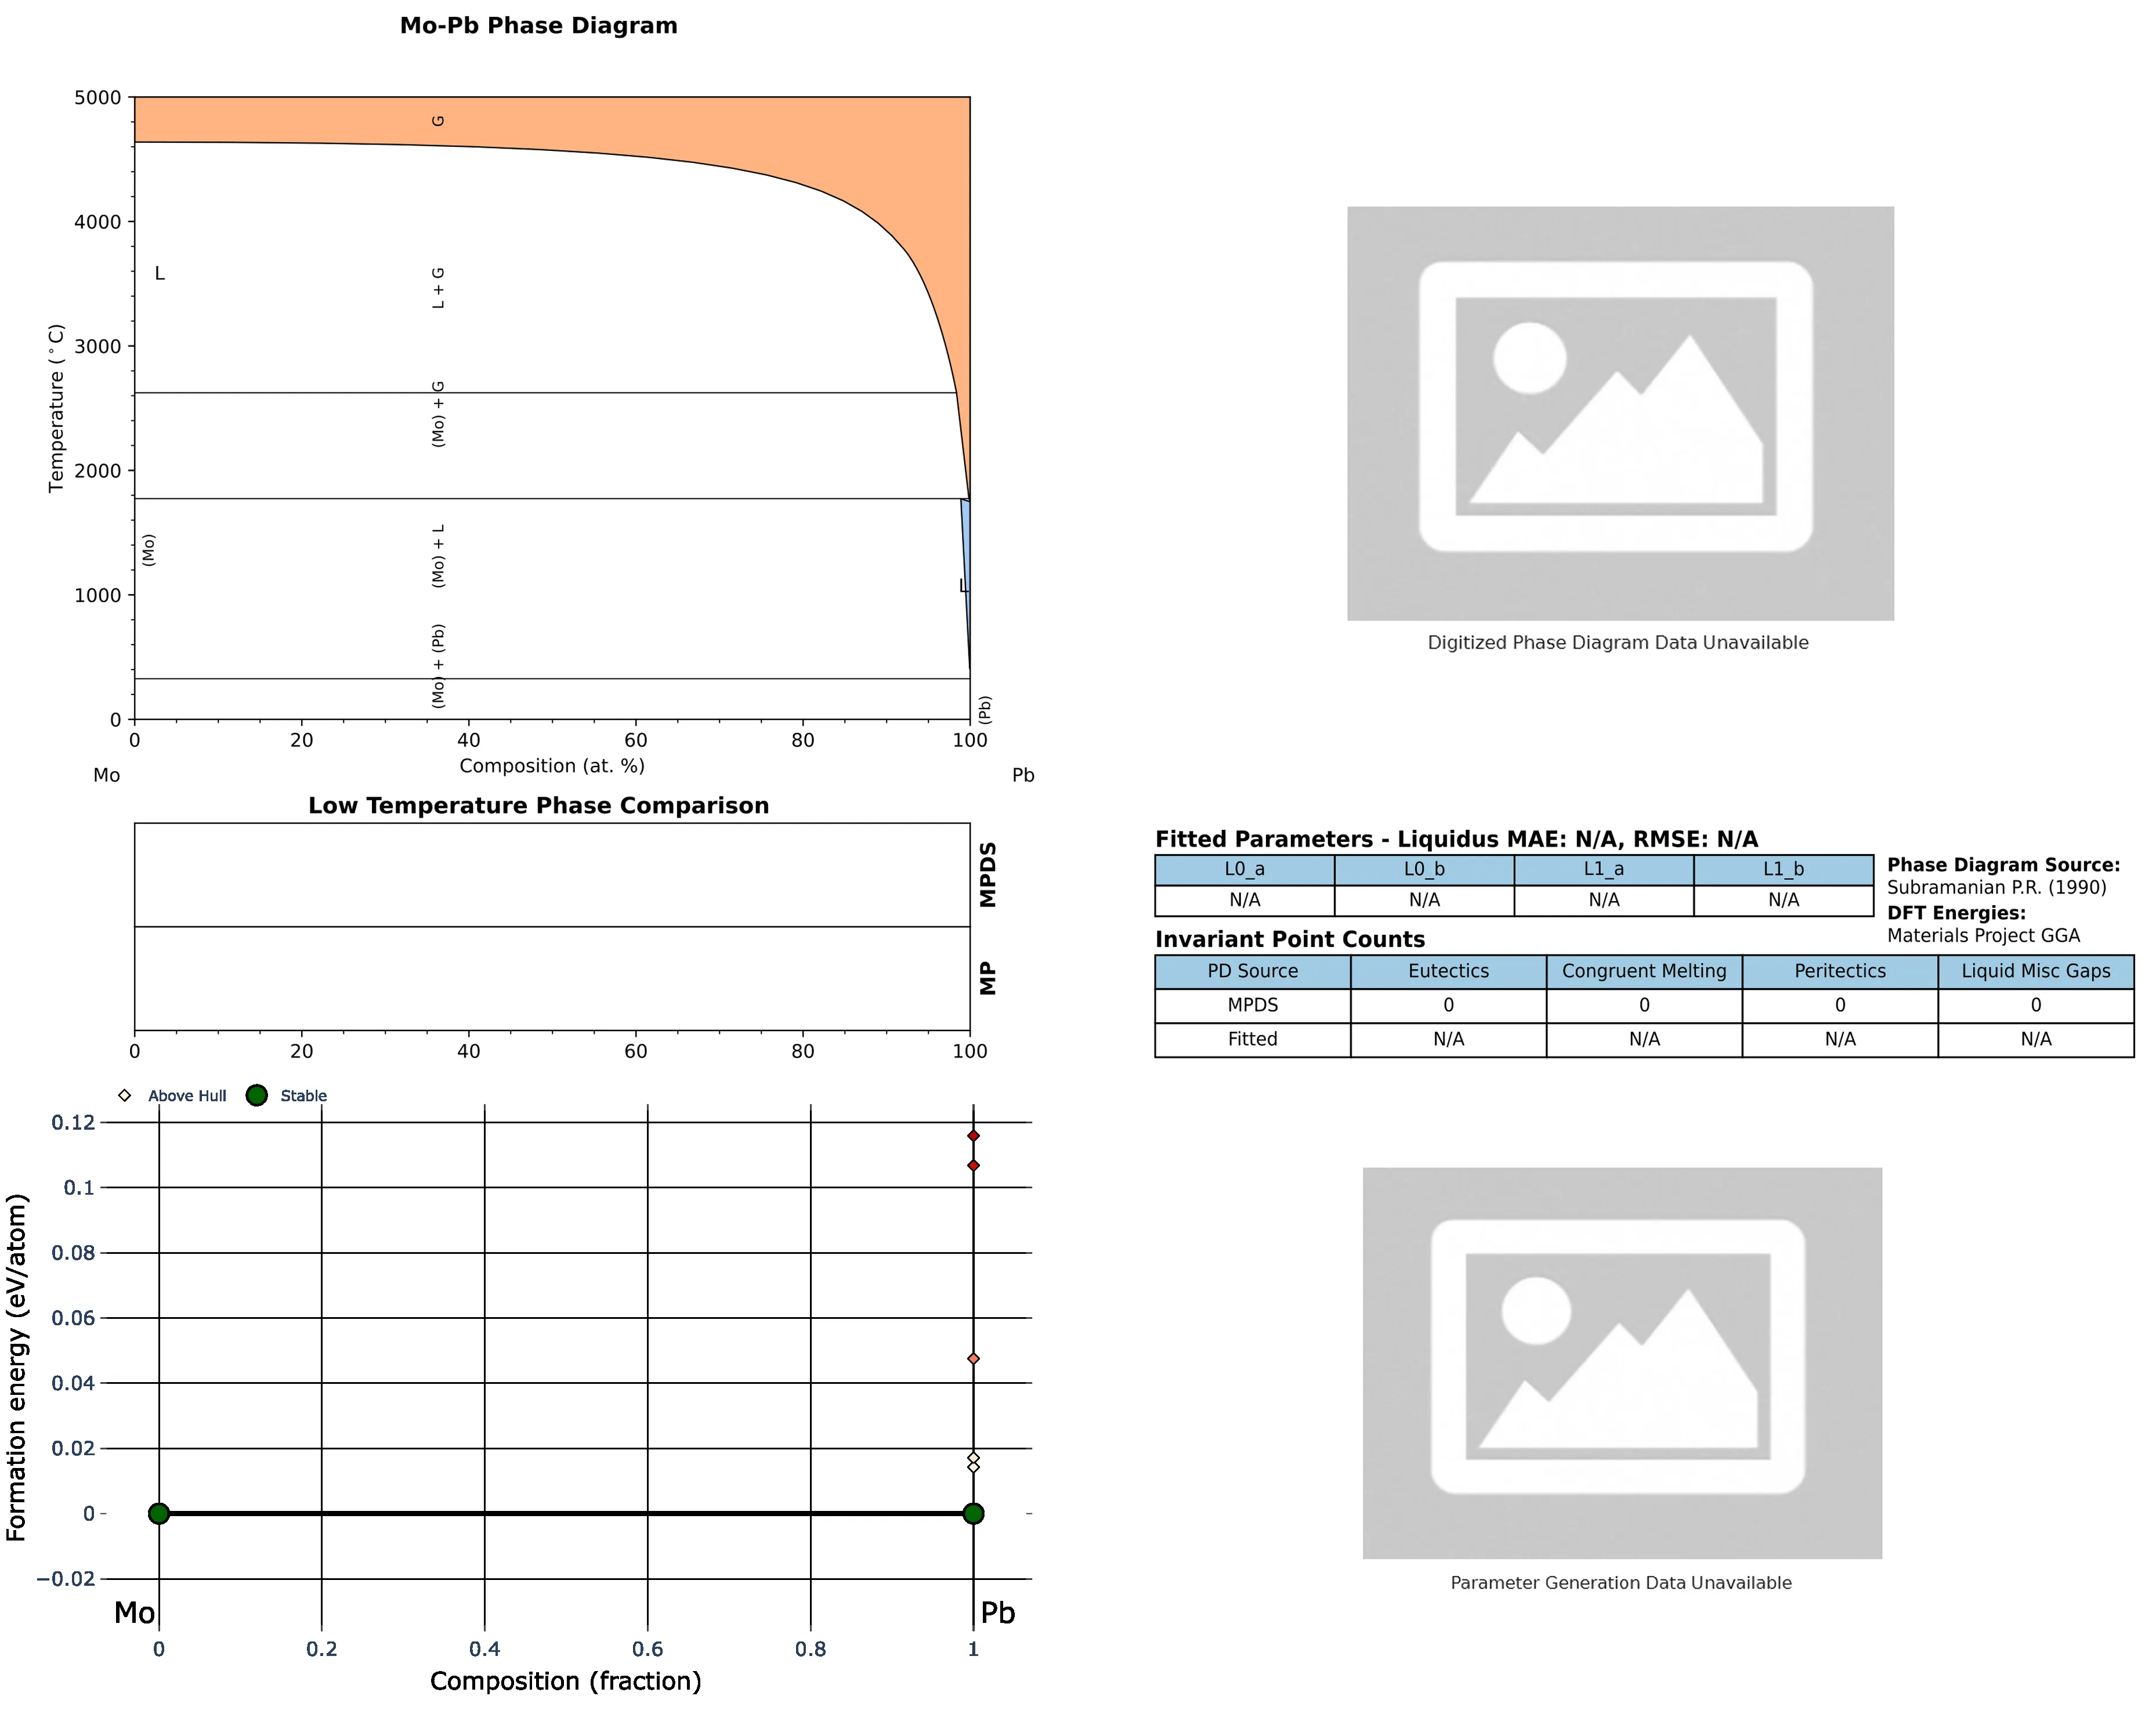 Mo-Pb Phase Diagram
5000
4000
3000
2000
1000
0
Temperature (°C)
G
L
L + G
(Mo) + G
(Mo)
(Mo) + L
L
(Mo) + (Pb)
(Pb)
0 20 40 60 80 100
Composition (at. %)
Mo Pb
Digitized Phase Diagram Data Unavailable
Low Temperature Phase Comparison
MPDS
MP
0 20 40 60 80 100
Fitted Parameters - Liquidus MAE: N/A, RMSE: N/A
L0_a L0_b L1_a L1_b
N/A N/A N/A N/A
Phase Diagram Source:
Subramanian P.R. (1990)
DFT Energies:
Materials Project GGA
Invariant Point Counts
PD Source Eutectics Congruent Melting Peritectics Liquid Misc Gaps
MPDS 0 0 0 0
Fitted N/A N/A N/A N/A
Above Hull Stable
0.12
0.1
0.08
0.06
0.04
0.02
0
−0.02
Formation energy (eV/atom)
Mo Pb
0 0.2 0.4 0.6 0.8 1
Composition (fraction)
Parameter Generation Data Unavailable